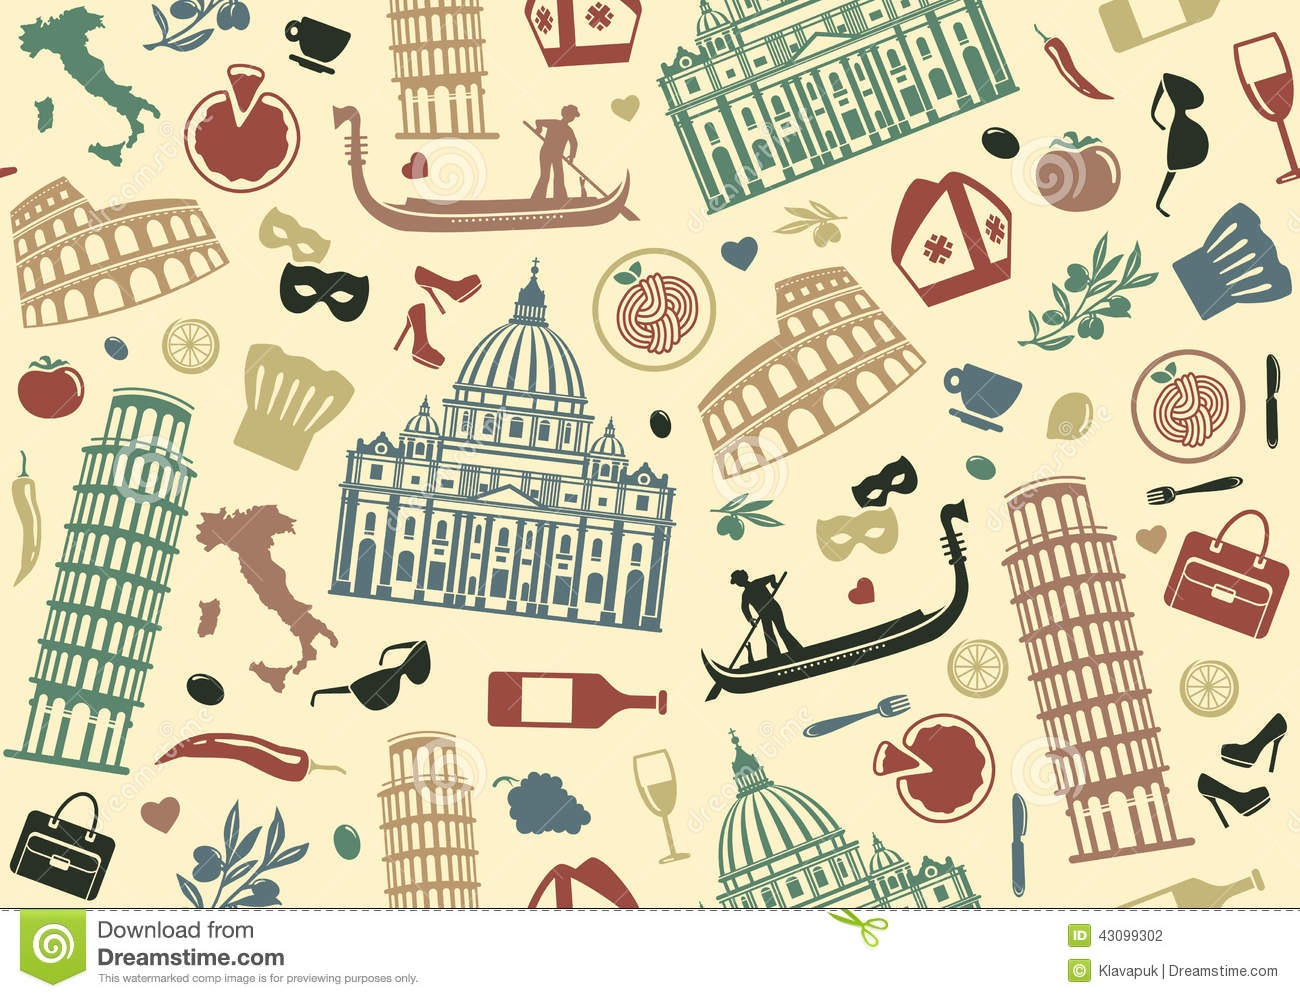 Download from
Dreamstime.com
This watermarked comp image is for previewing purposes only.
ID 43099302
© Klavapuk | Dreamstime.com